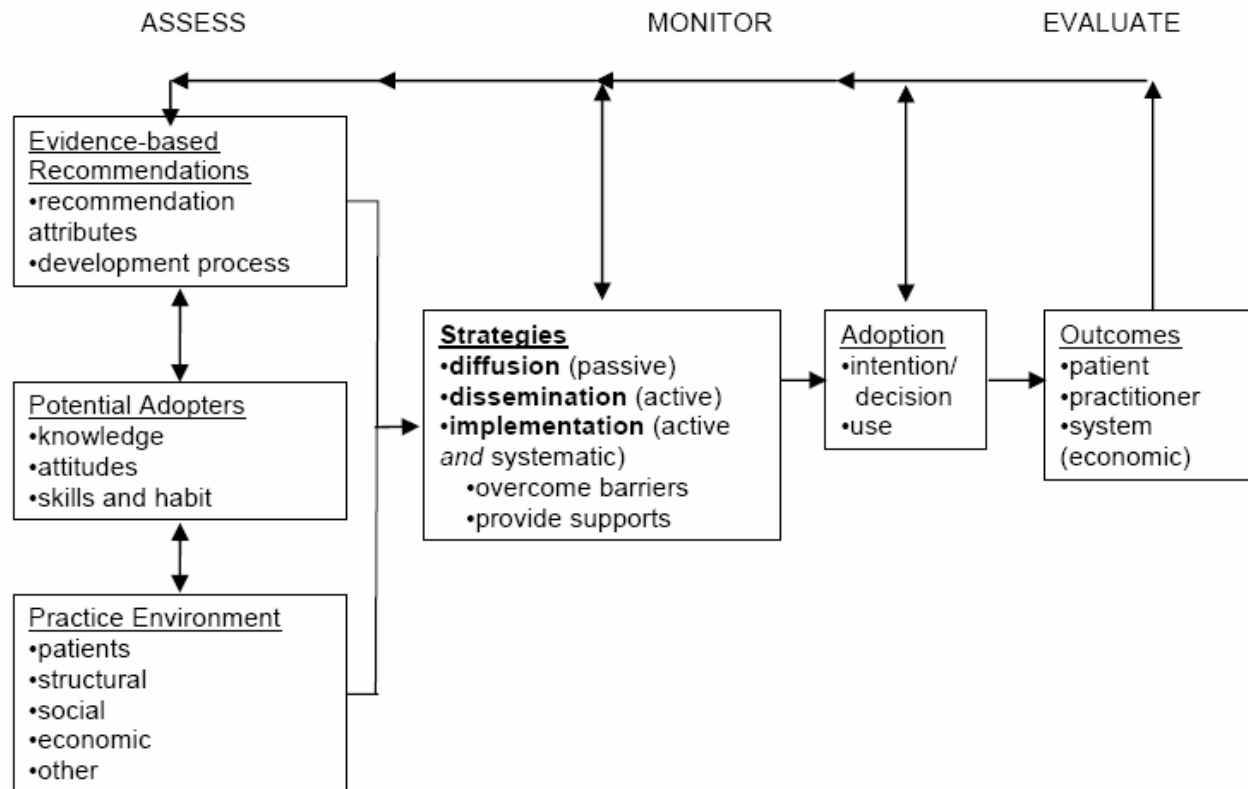 ASSESS
MONITOR
EVALUATE
Evidence-based
Recommendations
•recommendation
attributes
•development process
Potential Adopters
•knowledge
•attitudes
•skills and habit
Practice Environment
•patients
•structural
•social
•economic
•other
Strategies
•diffusion (passive)
•dissemination (active)
•implementation (active
and systematic)
•overcome barriers
•provide supports
Adoption
•intention/
decision
•use
Outcomes
•patient
•practitioner
•system
(economic)